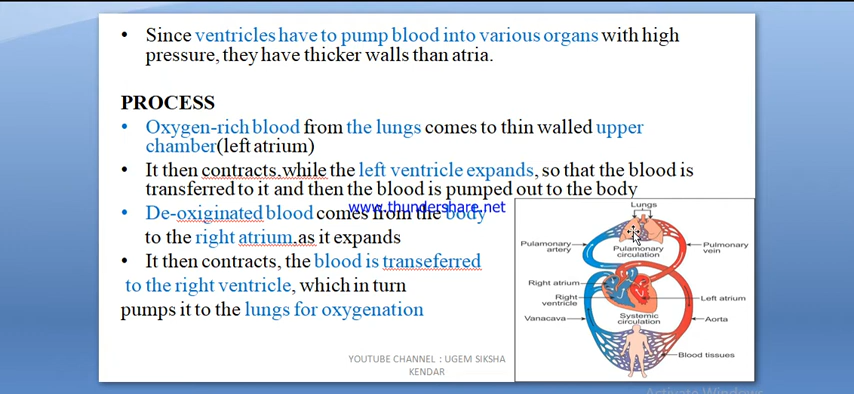 • Since ventricles have to pump blood into various organs with high
pressure, they have thicker walls than atria.
PROCESS
• Oxygen-rich blood from the lungs comes to thin walled upper
chamber(left atrium)
• It then contracts,while the left ventricle expands, so that the blood is
transferred to it and then the blood is pumped out to the body
www.thundershare.net
• De-oxiginated blood comes from the body
to the right atrium,as it expands
• It then contracts, the blood is transeferred
to the right ventricle, which in turn
pumps it to the lungs for oxygenation
Lungs
Pulamonary
artery
Pulmonary
circulation
Pulmonary
vein
Right atrium
Right
ventricle
Left atrium
Vanacava
Systemic
circulation
Aorta
Blood tissues
YOUTUBE CHANNEL : UGEM SIKSHA
KENDAR
Activate Windows